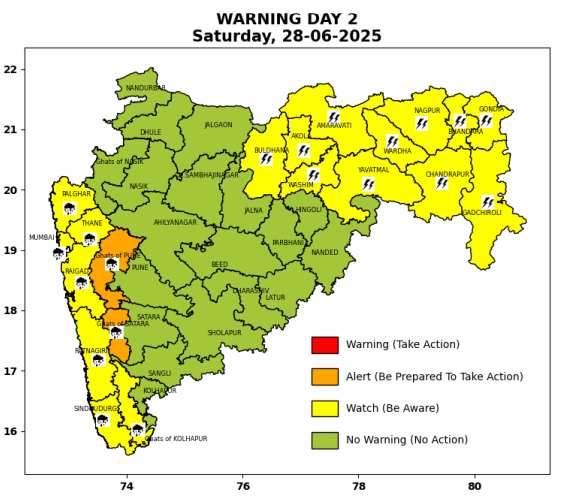 WARNING DAY 2
Saturday, 28-06-2025
22
21
20
19
18
17
16
74
76
78
80
NANDURBAR
DHULE
JALGAON
Ghats of NASIK
NASIK
SAMBHAJINAGAR
BULDHANA
AKOLA
AMARAVATI
WASHIM
YAVATMAL
WARDHA
NAGPUR
BHANDARA
GONDIA
CHANDRAPUR
GADCHIROLI
PALGHAR
THANE
MUMBAI
RAIGAD
Ghats of PUNE
PUNE
AHILYANAGAR
JALNA
HINGOLI
PARBHANI
NANDED
BEED
DHARASHIV
LATUR
SATARA
Ghats of SATARA
SHOLAPUR
RATNAGIRI
SANGLI
KOLHAPUR
SINDHUDURG
Ghats of KOLHAPUR
Warning (Take Action)
Alert (Be Prepared To Take Action)
Watch (Be Aware)
No Warning (No Action)